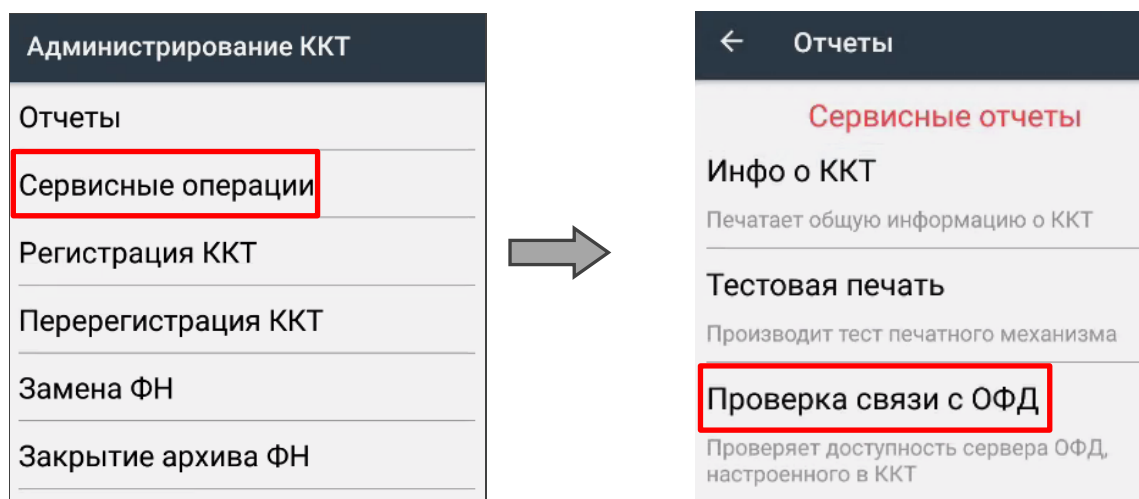 Администрирование ККТ
Отчеты
Сервисные операции
Регистрация ККТ
Перерегистрация ККТ
Замена ФН
Закрытие архива ФН
Отчеты
Сервисные отчеты
Инфо о ККТ
Печатает общую информацию о ККТ
Тестовая печать
Производит тест печатного механизма
Проверка связи с ОФД
Проверяет доступность сервера ОФД,
настроенного в ККТ